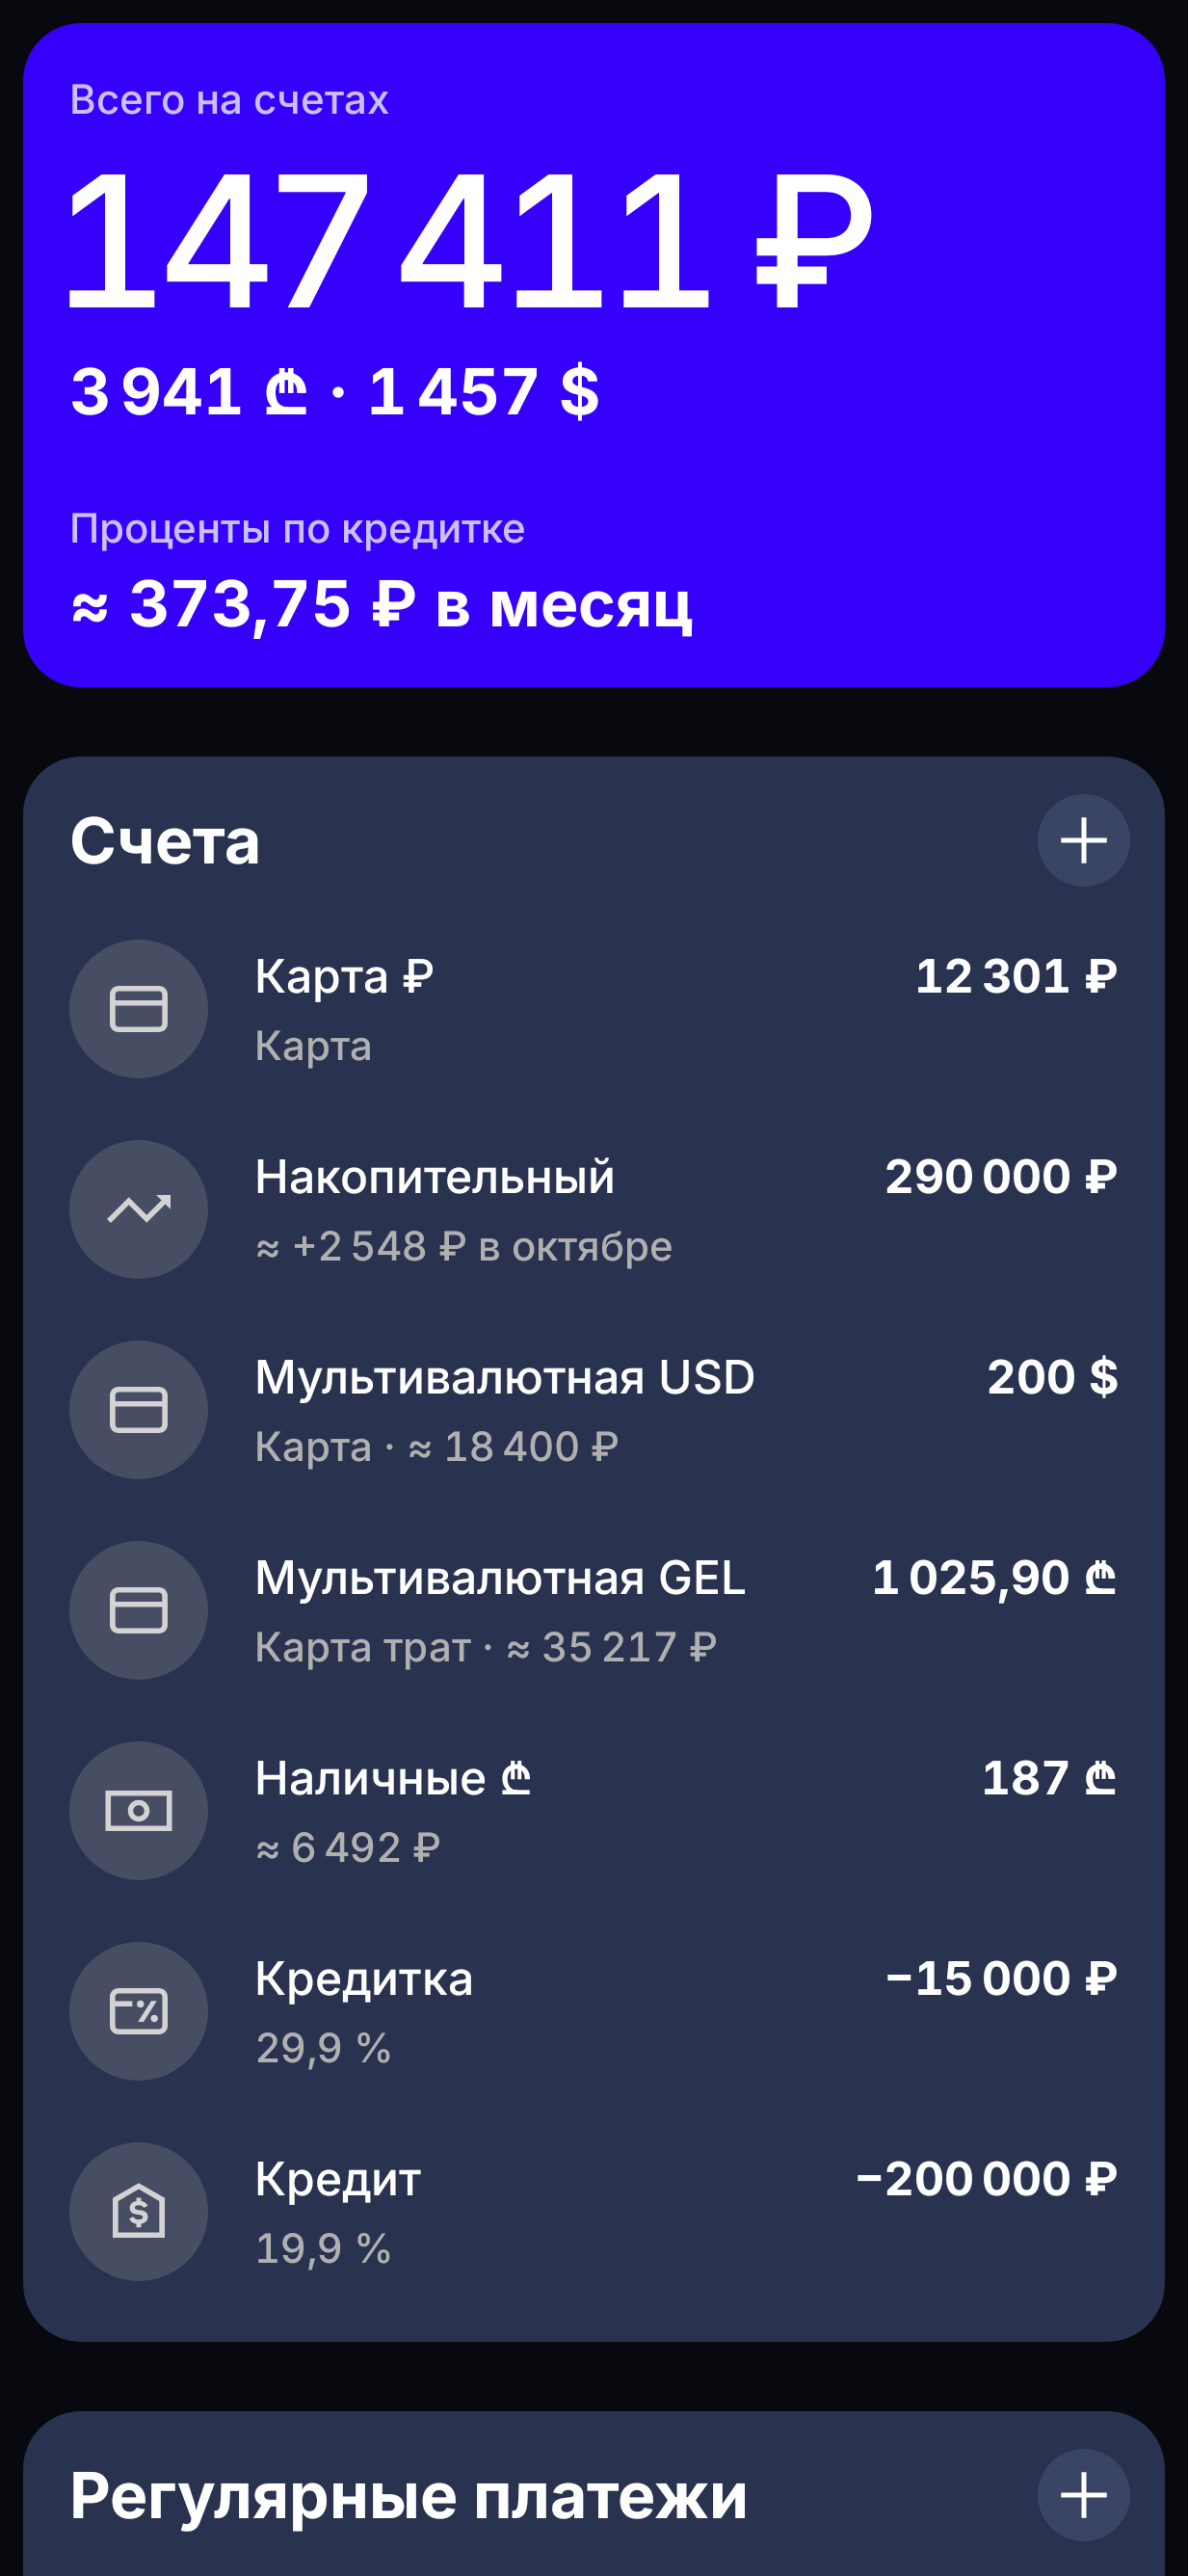 Всего на счетах
147 411 ₽
3 941 ₾ · 1 457 $
Проценты по кредитке
≈ 373,75 ₽ в месяц
Счета
Карта ₽
12 301 ₽
Карта
Накопительный
290 000 ₽
≈ +2 548 ₽ в октябре
Мультивалютная USD
200 $
Карта · ≈ 18 400 ₽
Мультивалютная GEL
1 025,90 ₾
Карта трат · ≈ 35 217 ₽
Наличные ₾
187 ₾
≈ 6 492 ₽
Кредитка
−15 000 ₽
29,9 %
Кредит
−200 000 ₽
19,9 %
Регулярные платежи